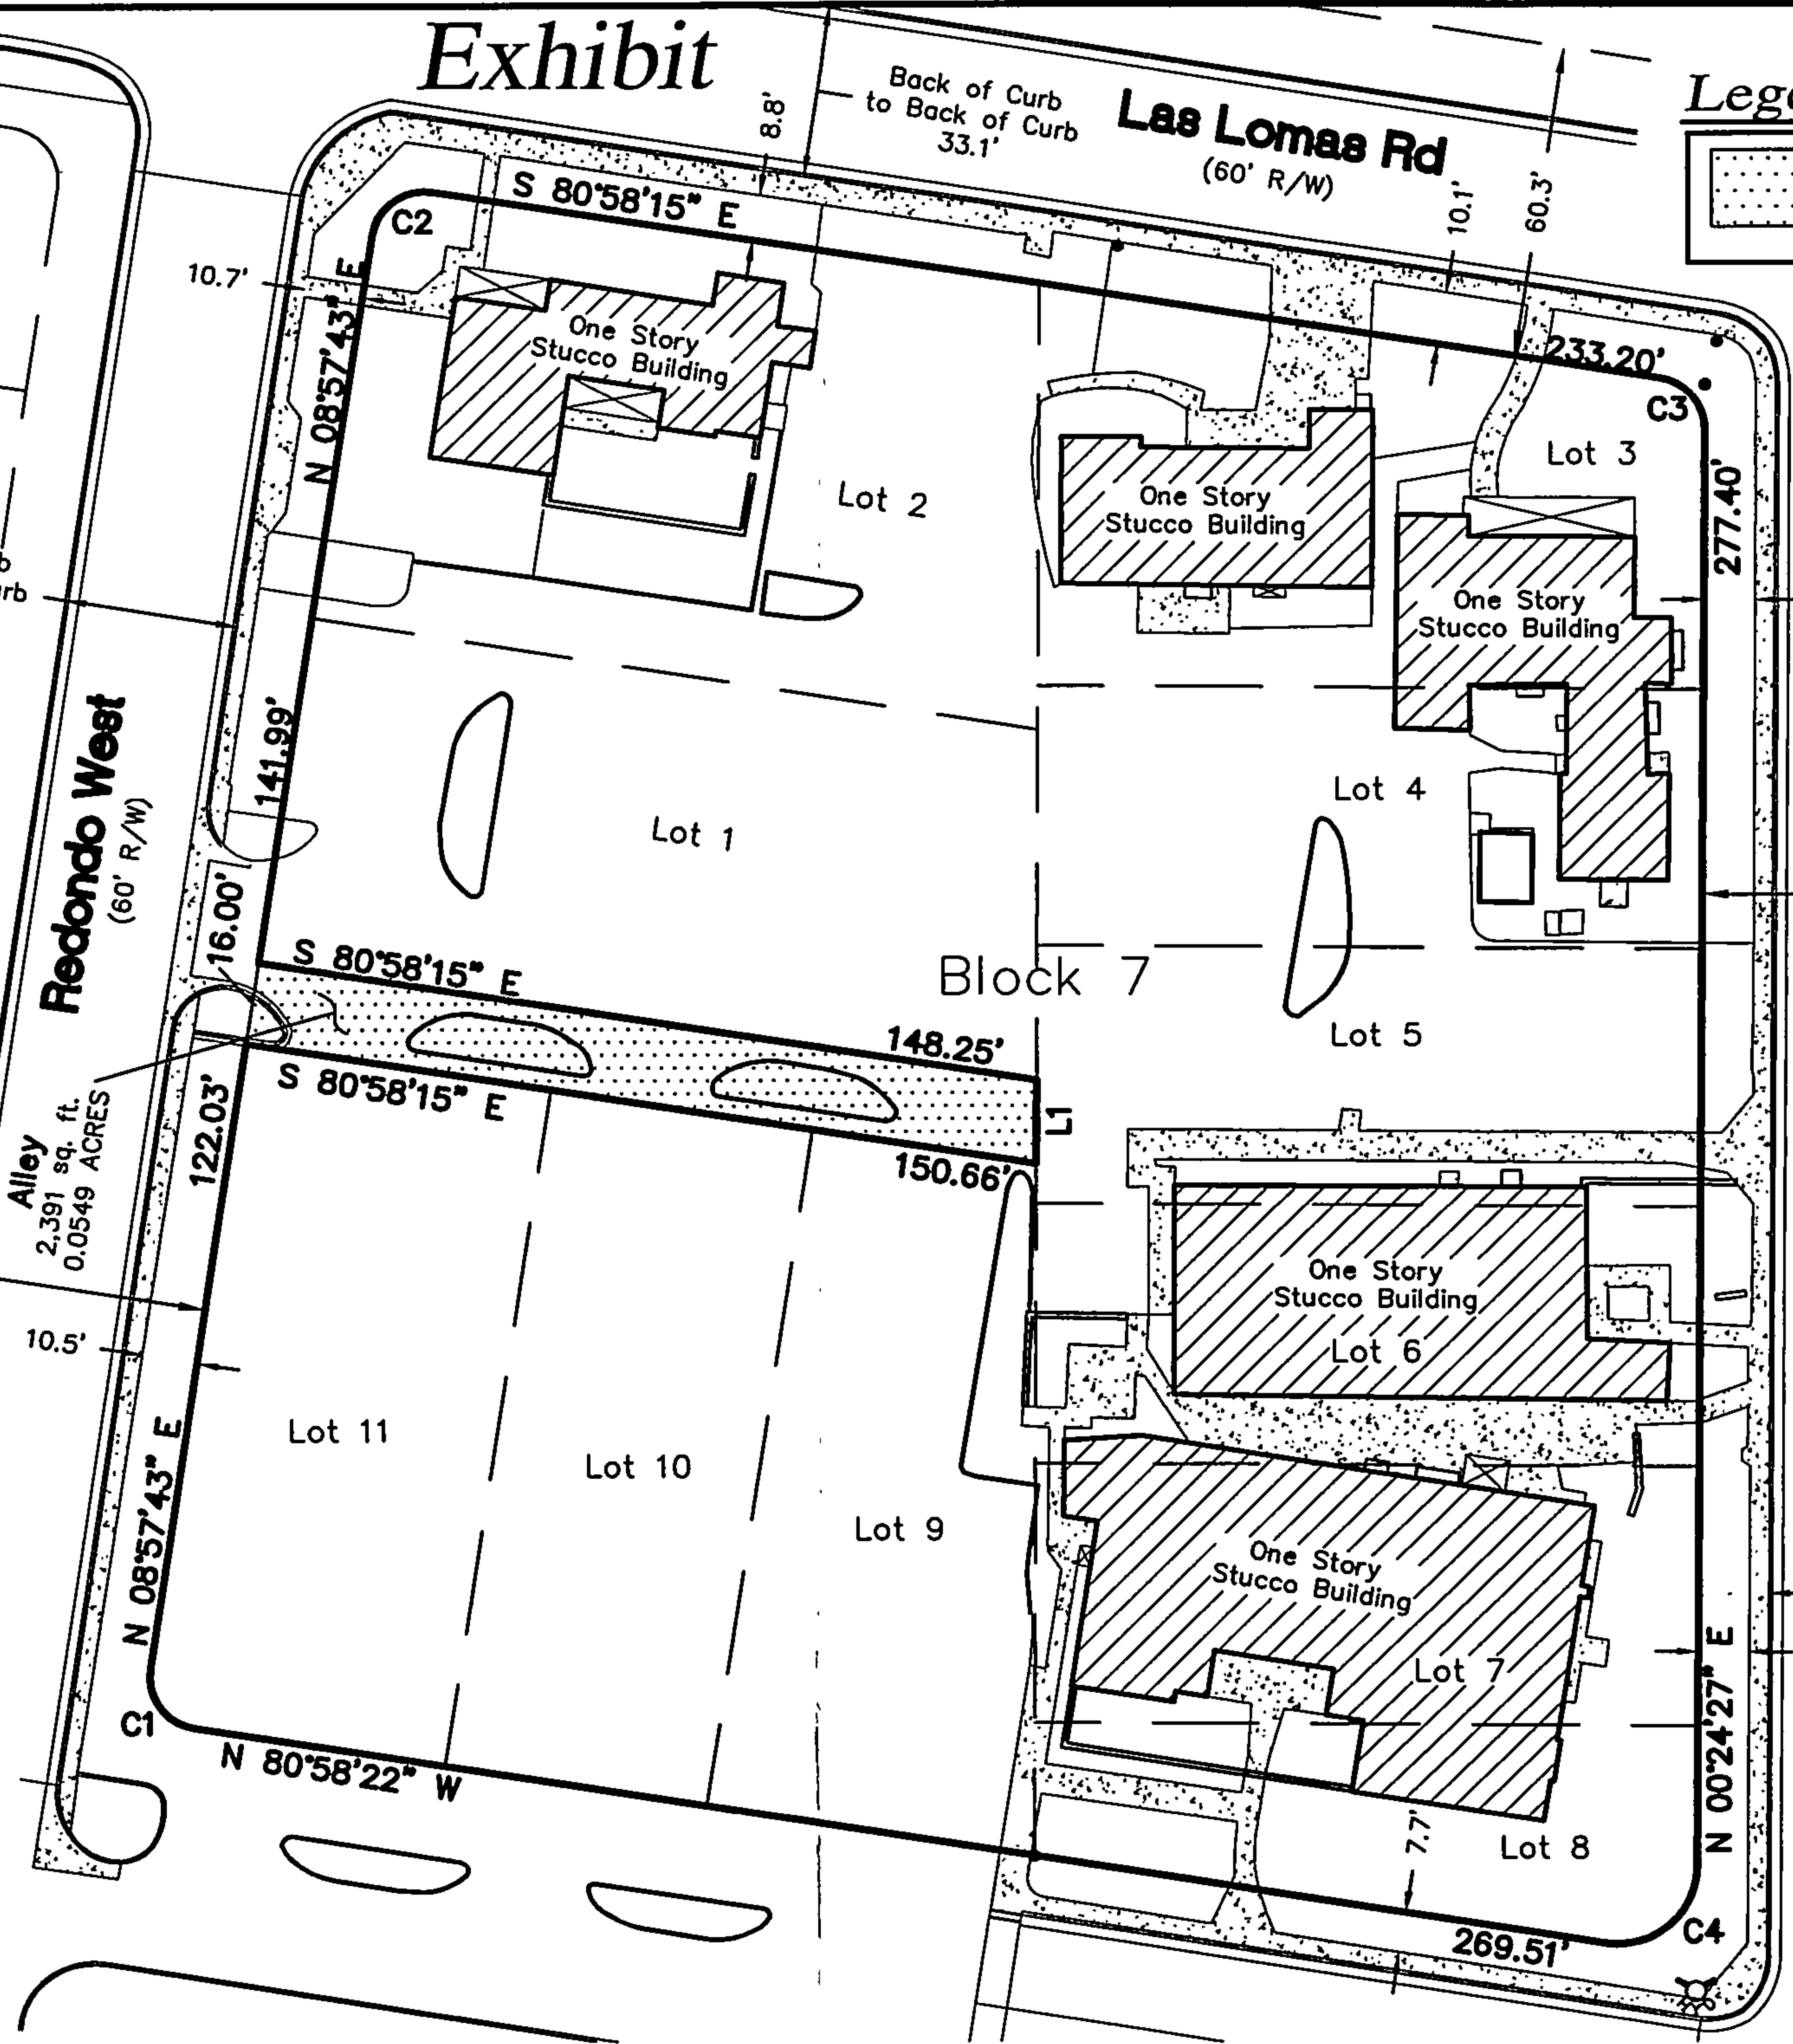 Exhibit
Back of Curb
to Back of Curb
33.1'
8.8'
Las Lomas Rd
(60' R/W)
10.1'
60.3'
S 80°58'15" E
C2
10.7'
N 08°57'43" E
One Story
Stucco Building
233.20'
C3
Lot 3
Lot 2
One Story
Stucco Building
277.40'
One Story
Stucco Building
Redondo West
(60' R/W)
141.99'
Lot 1
Lot 4
16.00'
S 80°58'15" E
Block 7
148.25'
Lot 5
S 80°58'15" E
L1
150.66'
Alley
2,391 sq. ft.
0.0549 ACRES
122.03'
One Story
Stucco Building
Lot 6
10.5'
Lot 11
Lot 10
Lot 9
N 08°57'43" E
One Story
Stucco Building
Lot 7
N 00°24'27" E
C1
N 80°58'22" W
7.7'
Lot 8
269.51'
C4